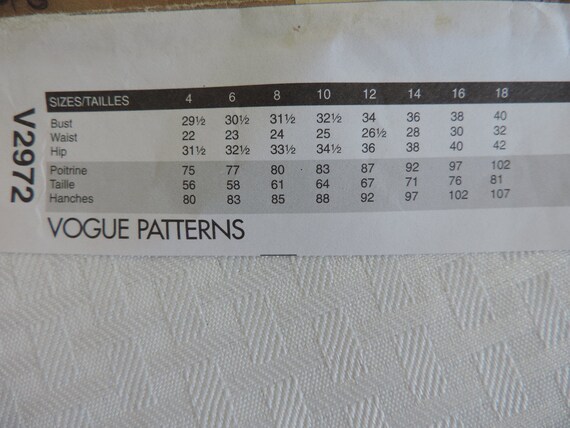 SIZES/TAILLES 4 6 8 10 12 14 16 18
Bust 29½ 30½ 31½ 32½ 34 36 38 40
Waist 22 23 24 25 26½ 28 30 32
Hip 31½ 32½ 33½ 34½ 36 38 40 42
Poitrine 75 77 80 83 87 92 97 102
Taille 56 58 61 64 67 71 76 81
Hanches 80 83 85 88 92 97 102 107
VOGUE PATTERNS
V2972